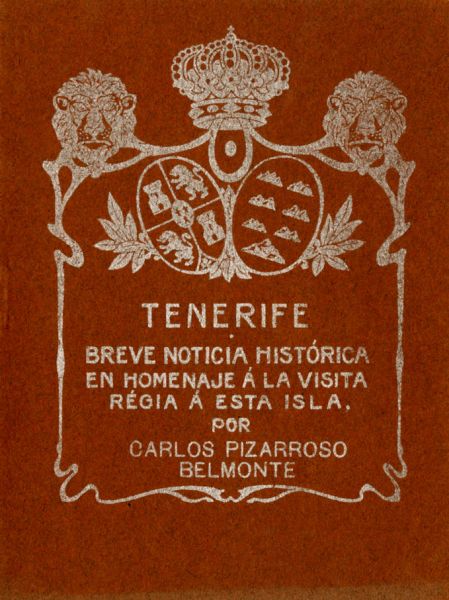 TENERIFE
BREVE NOTICIA HISTÓRICA
EN HOMENAJE Á LA VISITA
RÉGIA Á ESTA ISLA.
POR
CARLOS PIZARROSO
BELMONTE